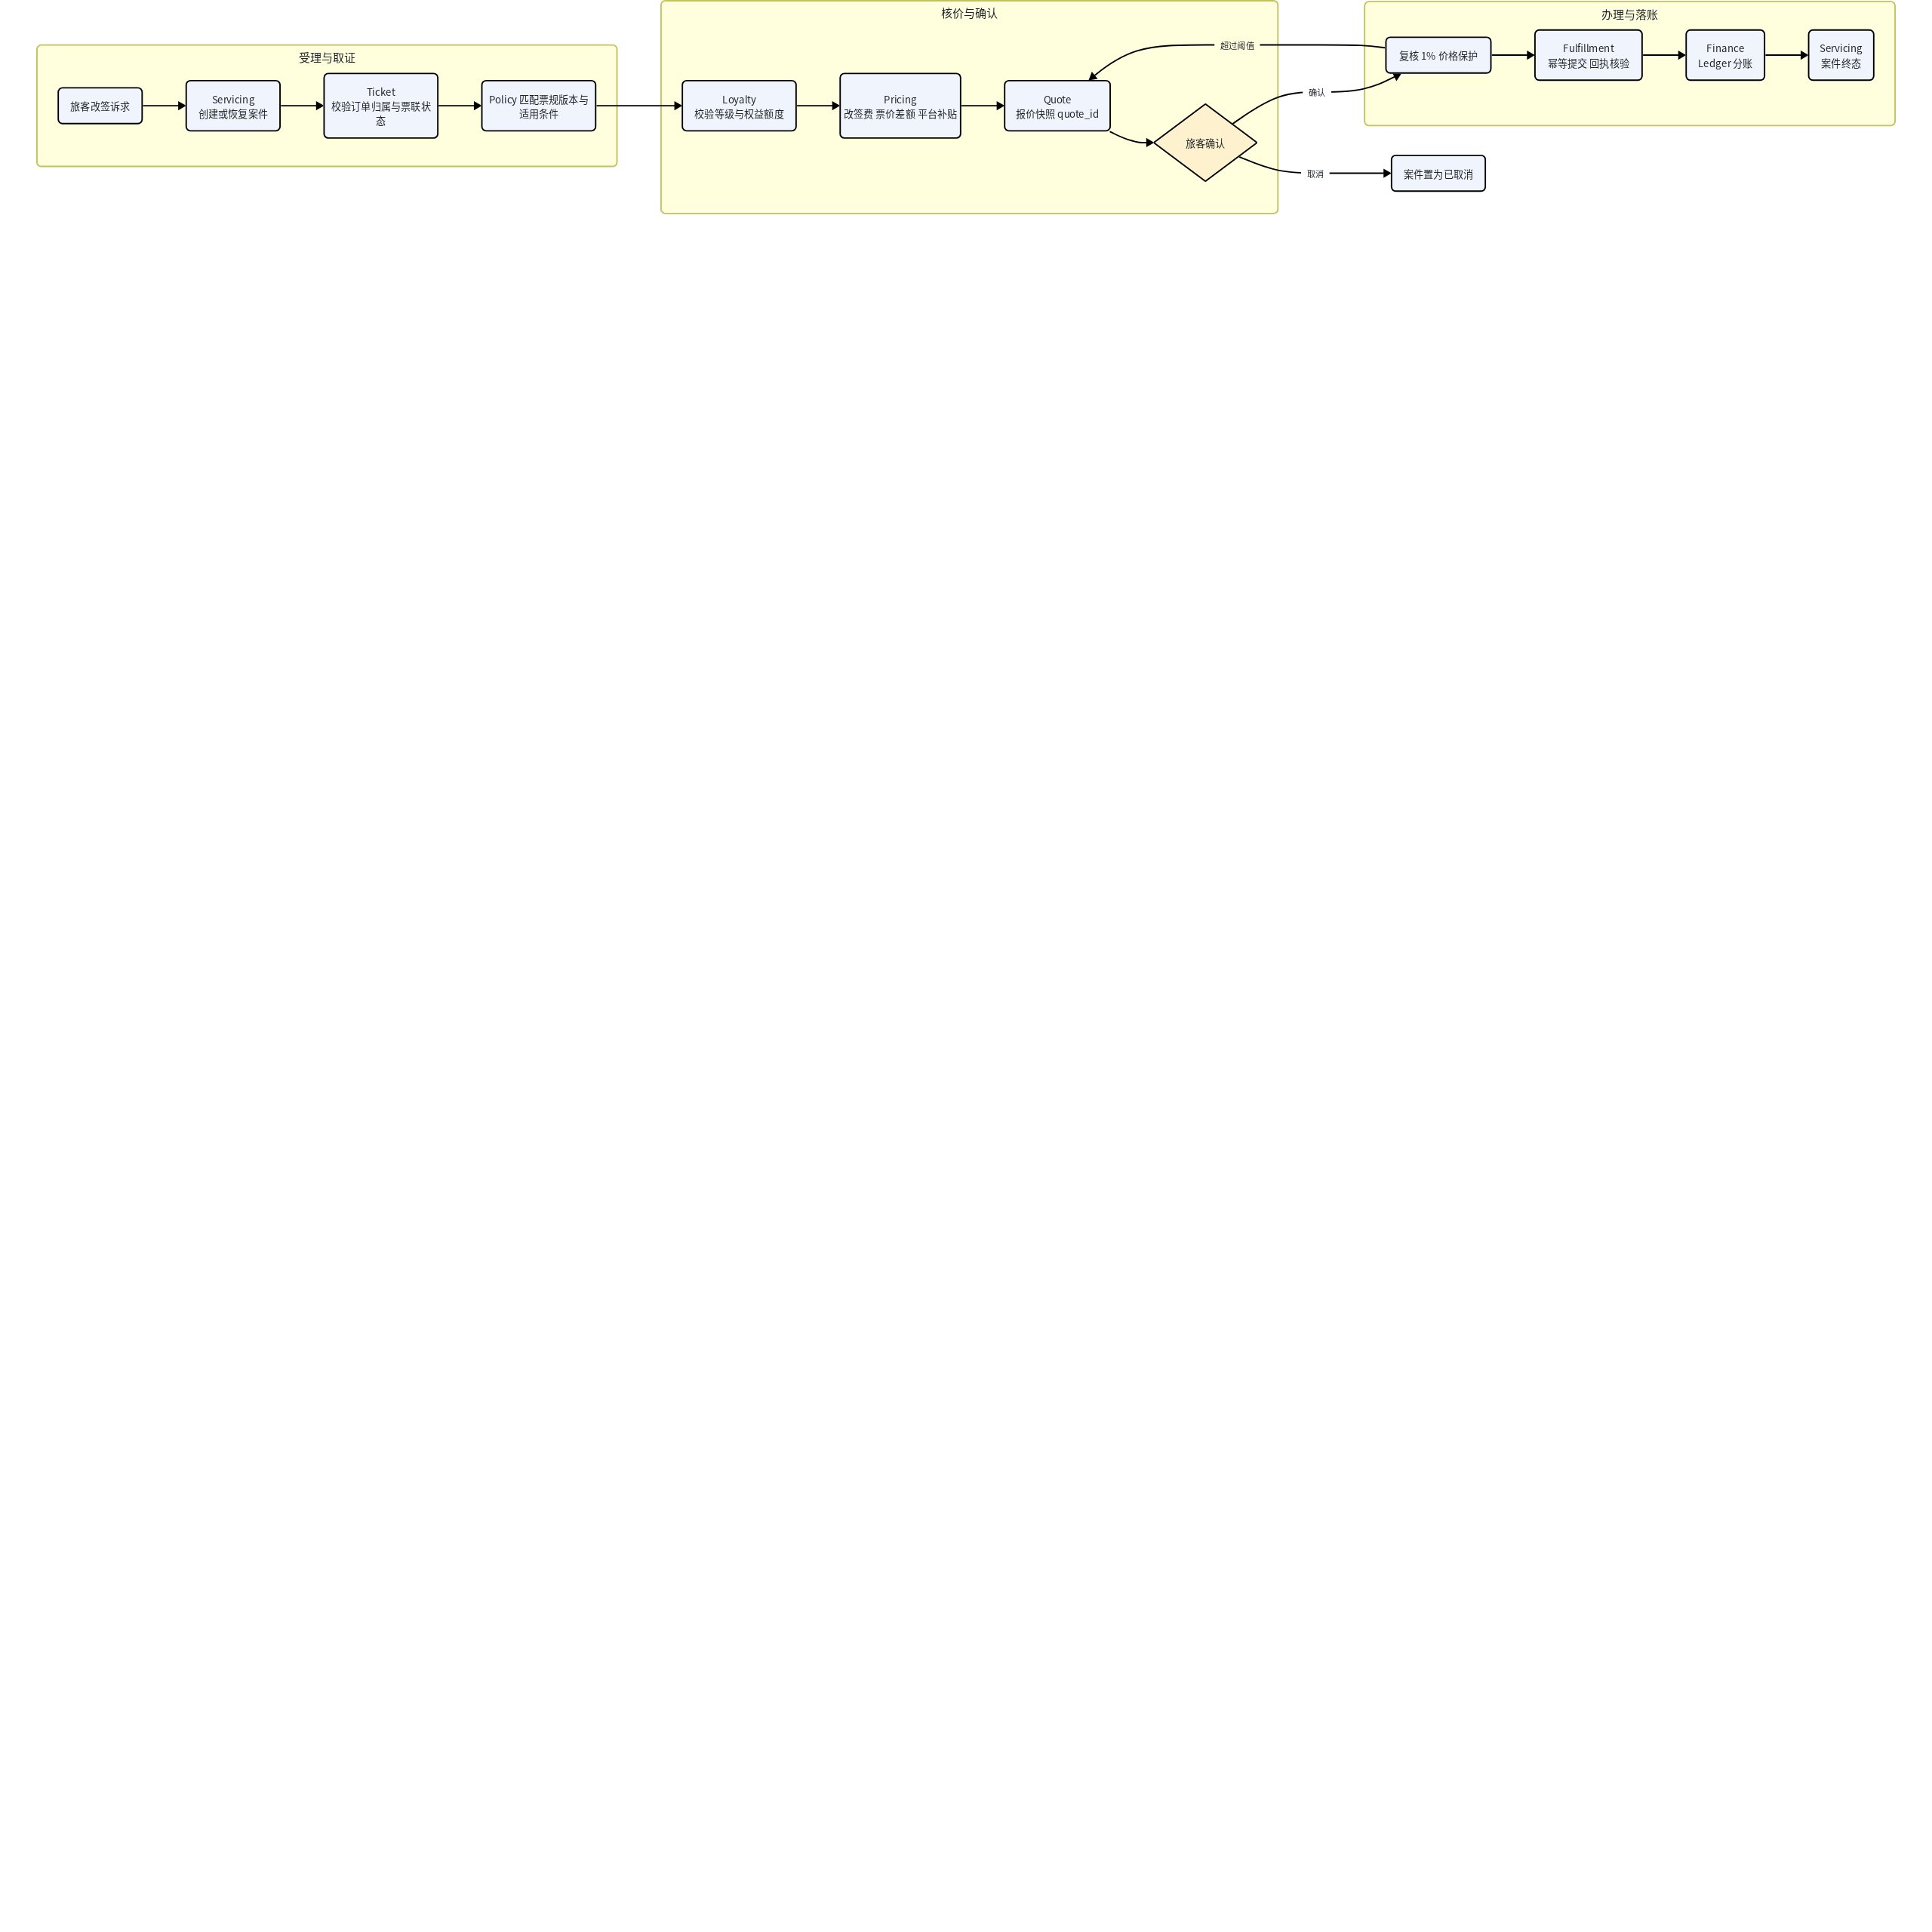 受理与取证
旅客改签诉求
Servicing
创建或恢复案件
Ticket
校验订单归属与票联状
态
Policy 匹配票规版本与
适用条件
核价与确认
Loyalty
校验等级与权益额度
Pricing
改签费 票价差额 平台补贴
Quote
报价快照 quote_id
旅客确认
超过阈值
确认
取消
办理与落账
复核 1% 价格保护
Fulfillment
幂等提交 回执核验
Finance
Ledger 分账
Servicing
案件终态
案件置为已取消